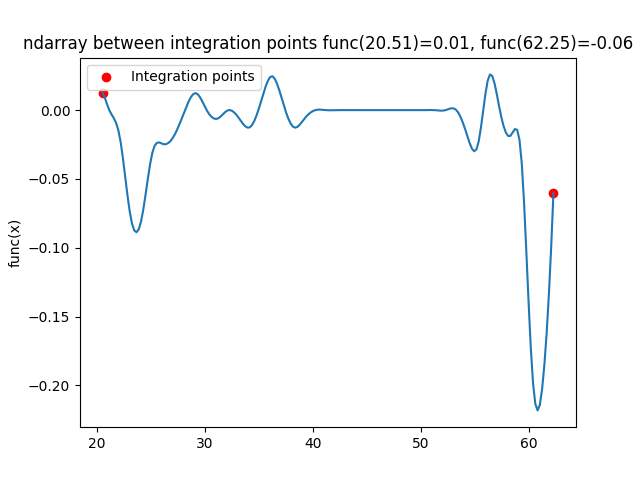 ndarray between integration points func(20.51)=0.01, func(62.25)=-0.06
Integration points
func(x)
0.00
−0.05
−0.10
−0.15
−0.20
20 30 40 50 60